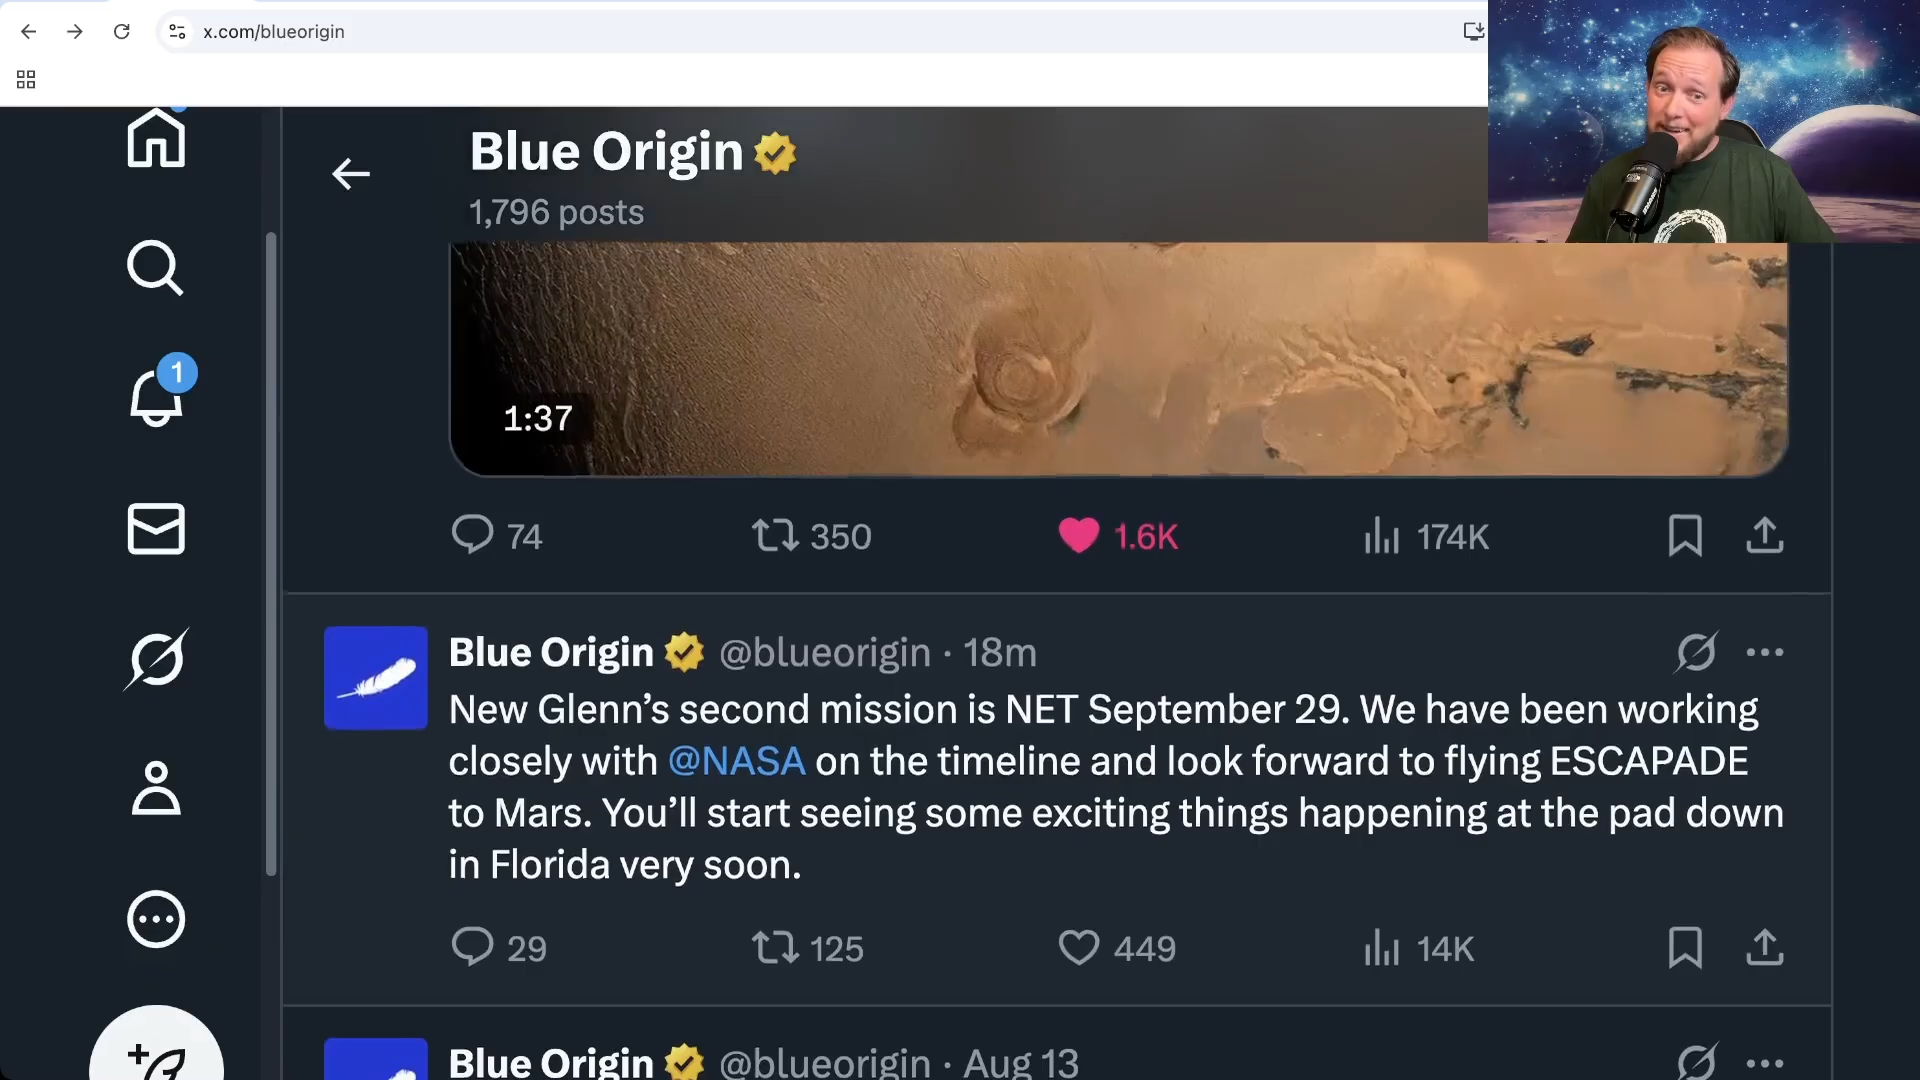 x.com/blueorigin
Blue Origin
1,796 posts
1:37
74 350 1.6K 174K
1
Blue Origin @blueorigin · 18m
New Glenn’s second mission is NET September 29. We have been working
closely with @NASA on the timeline and look forward to flying ESCAPADE
to Mars. You’ll start seeing some exciting things happening at the pad down
in Florida very soon.
29 125 449 14K
Blue Origin @blueorigin · Aug 13